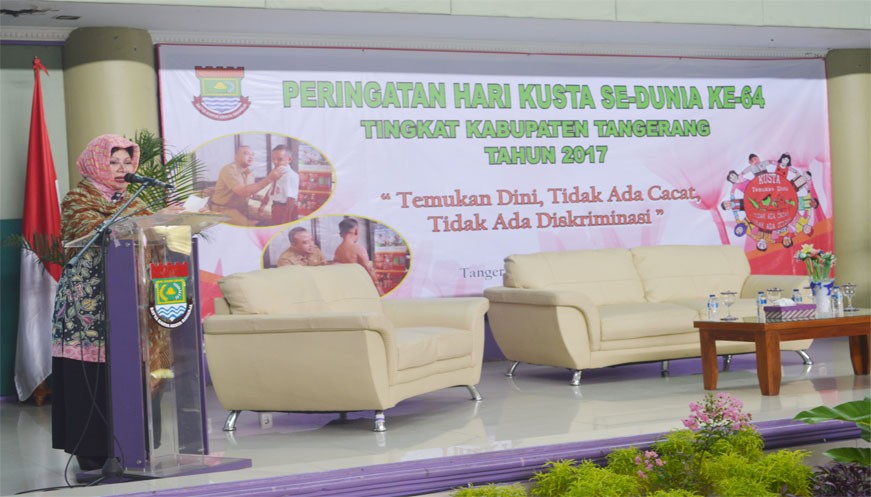 PERINGATAN HARI KUSTA SE-DUNIA KE-64
TINGKAT KABUPATEN TANGERANG
TAHUN 2017
“ Temukan Dini, Tidak Ada Cacat,
Tidak Ada Diskriminasi ”
KUSTA